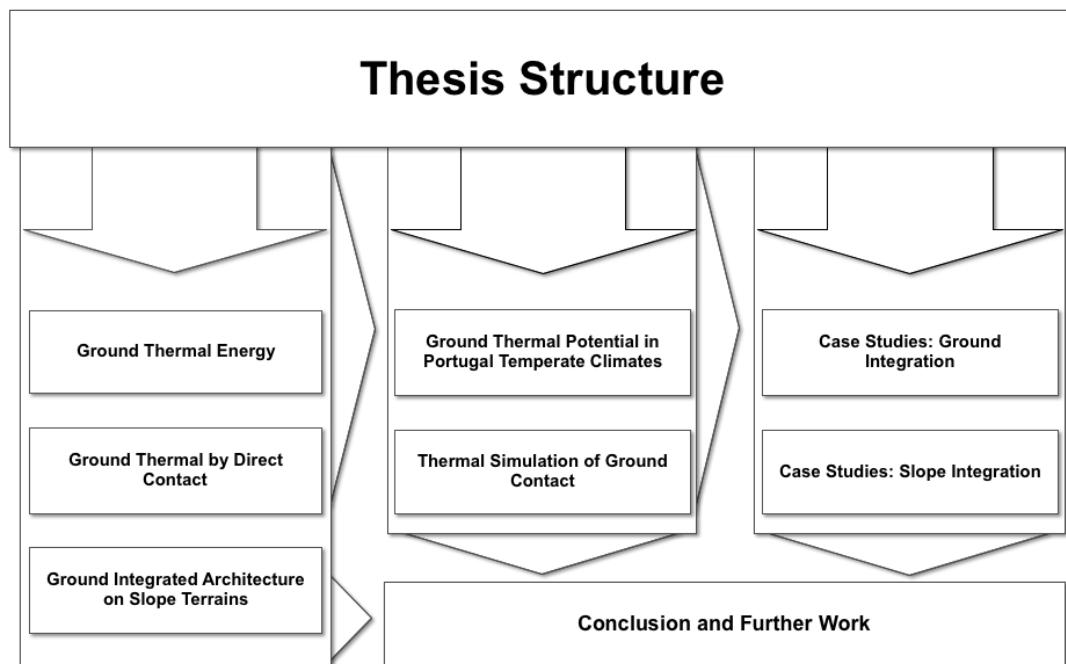 Thesis Structure
Ground Thermal Energy
Ground Thermal by Direct
Contact
Ground Integrated Architecture
on Slope Terrains
Ground Thermal Potential in
Portugal Temperate Climates
Thermal Simulation of Ground
Contact
Case Studies: Ground
Integration
Case Studies: Slope Integration
Conclusion and Further Work